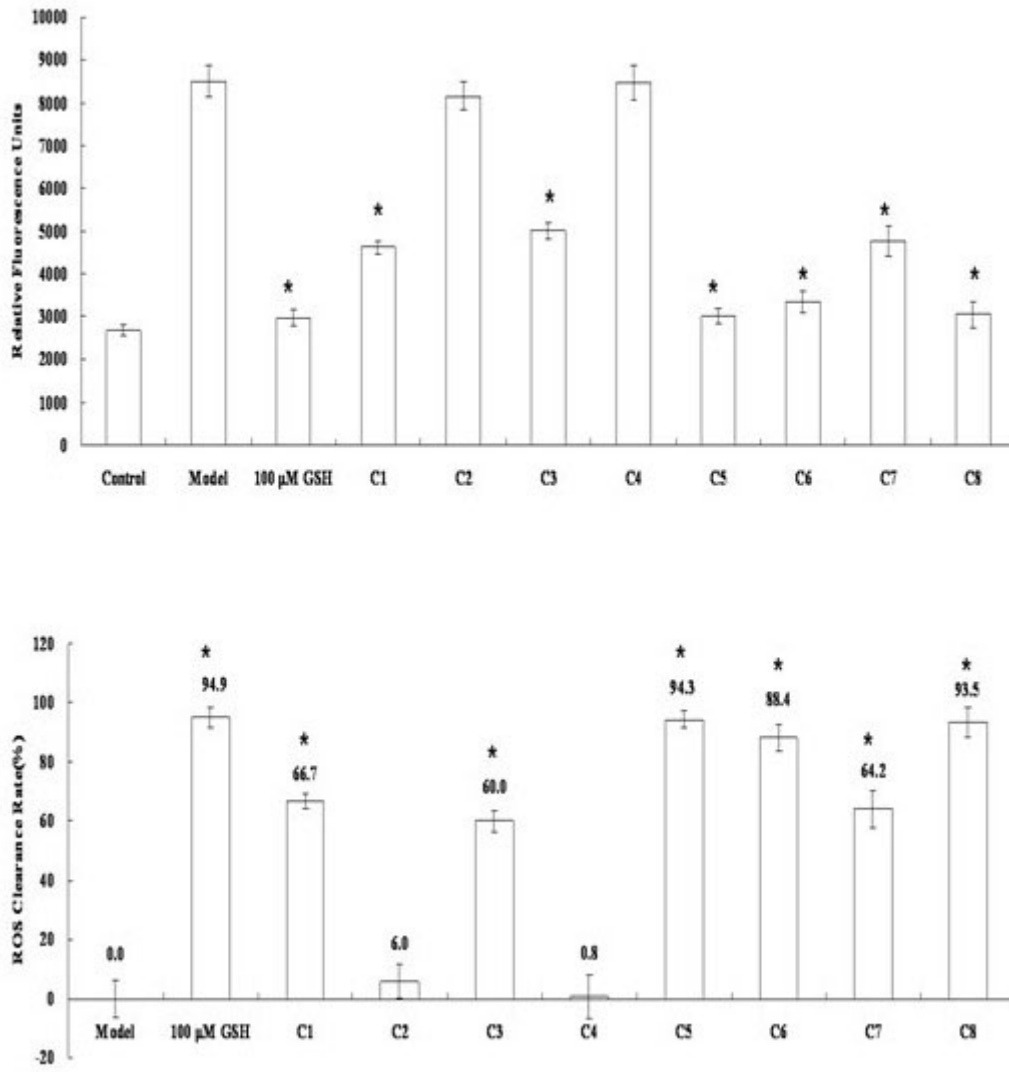 10000
9000
8000
7000
6000
5000
4000
3000
2000
1000
0
Relative Fluorescence Units
* * * * * * *
Control Model 100 μM GSH C1 C2 C3 C4 C5 C6 C7 C8
120
100
80
60
40
20
0
-20
ROS Clearance Rate(%)
* * * * * * *
0.0 94.9 66.7 6.0 60.0 0.8 94.3 88.4 64.2 93.5
Model 100 μM GSH C1 C2 C3 C4 C5 C6 C7 C8